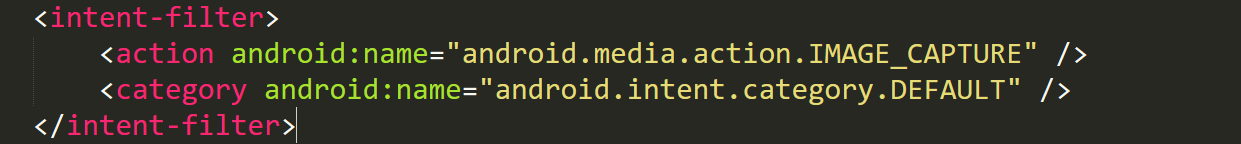 <intent-filter>
<action android:name="android.media.action.IMAGE_CAPTURE" />
<category android:name="android.intent.category.DEFAULT" />
</intent-filter>